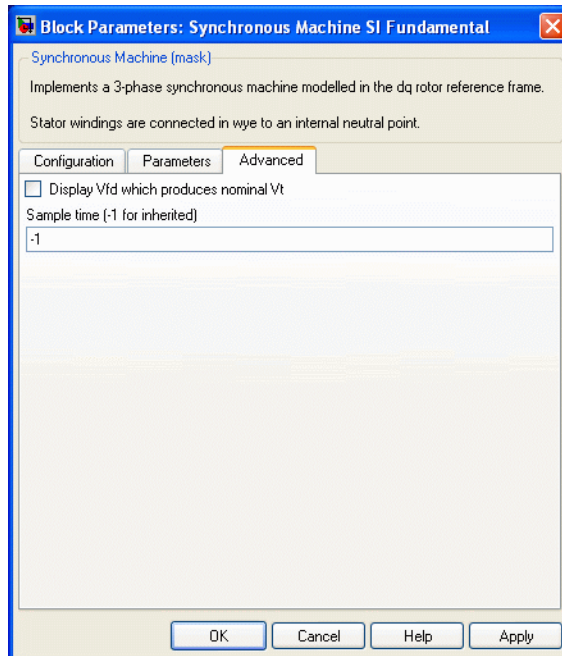 Block Parameters: Synchronous Machine SI Fundamental
Synchronous Machine (mask)
Implements a 3-phase synchronous machine modelled in the dq rotor reference frame.
Stator windings are connected in wye to an internal neutral point.
Configuration Parameters Advanced
Display Vfd which produces nominal Vt
Sample time (-1 for inherited)
-1
OK Cancel Help Apply